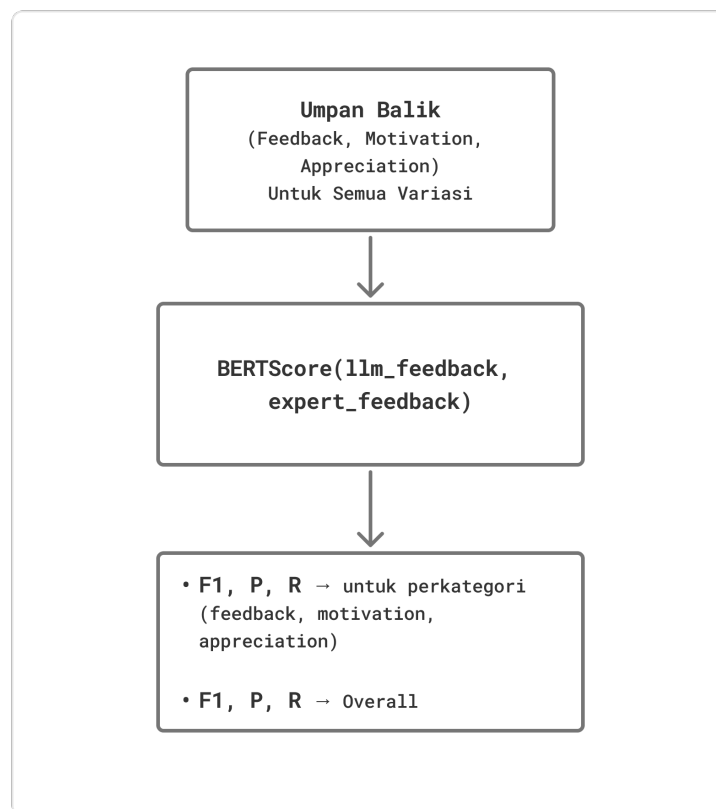 Umpan Balik
(Feedback, Motivation,
Appreciation)
Untuk Semua Variasi
BERTScore(llm_feedback,
expert_feedback)
• F1, P, R → untuk perkategori
(feedback, motivation,
appreciation)
• F1, P, R → Overall